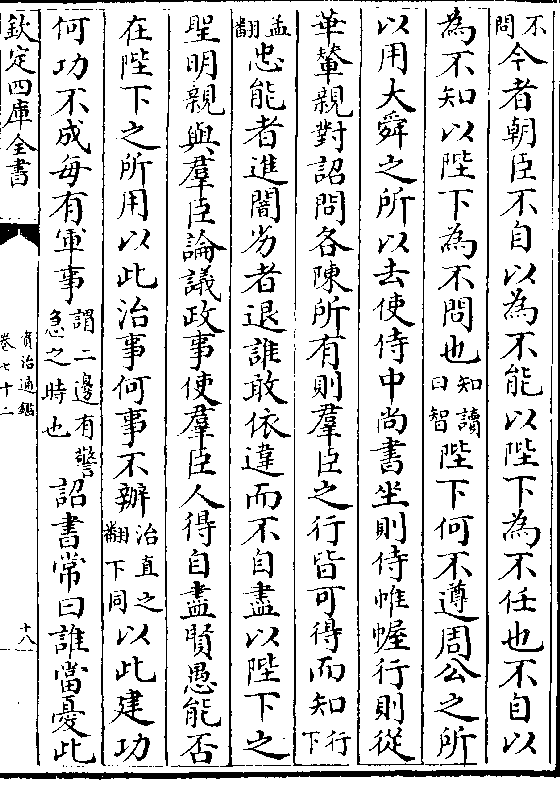 不問今者朝臣不自以為不能以陛下為不任也不自以
為不知以陛下為不問也知讀曰智陛下何不遵周公之所
以用大舜之所以去使侍中尚書坐則侍帷幄行則從
華輦親對詔問各陳所有則羣臣之行皆可得而知行下
孟翻忠能者進闇劣者退誰敢依違而不自盡以陛下之
聖明親與羣臣論議政事使羣臣人得自盡賢愚能否
在陛下之所用以此治事何事不辦治直之翻下同以此建功
何功不成每有軍事謂二邊有警急之時也詔書常曰誰當憂此
欽定四庫全書
資治通鑑
卷七十二
十八